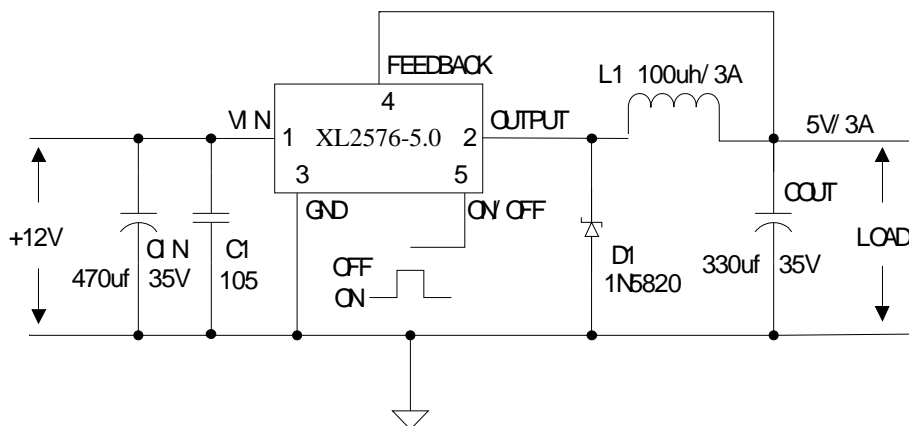 FEEDBACK
L1 100uh/3A
4
VIN
1
XL2576-5.0
2
OUTPUT
5V/3A
3
5
GND
ON/OFF
COUT
+12V
CIN
C1
470uf
35V
105
OFF
ON
D1
1N5820
330uf
35V
LOAD